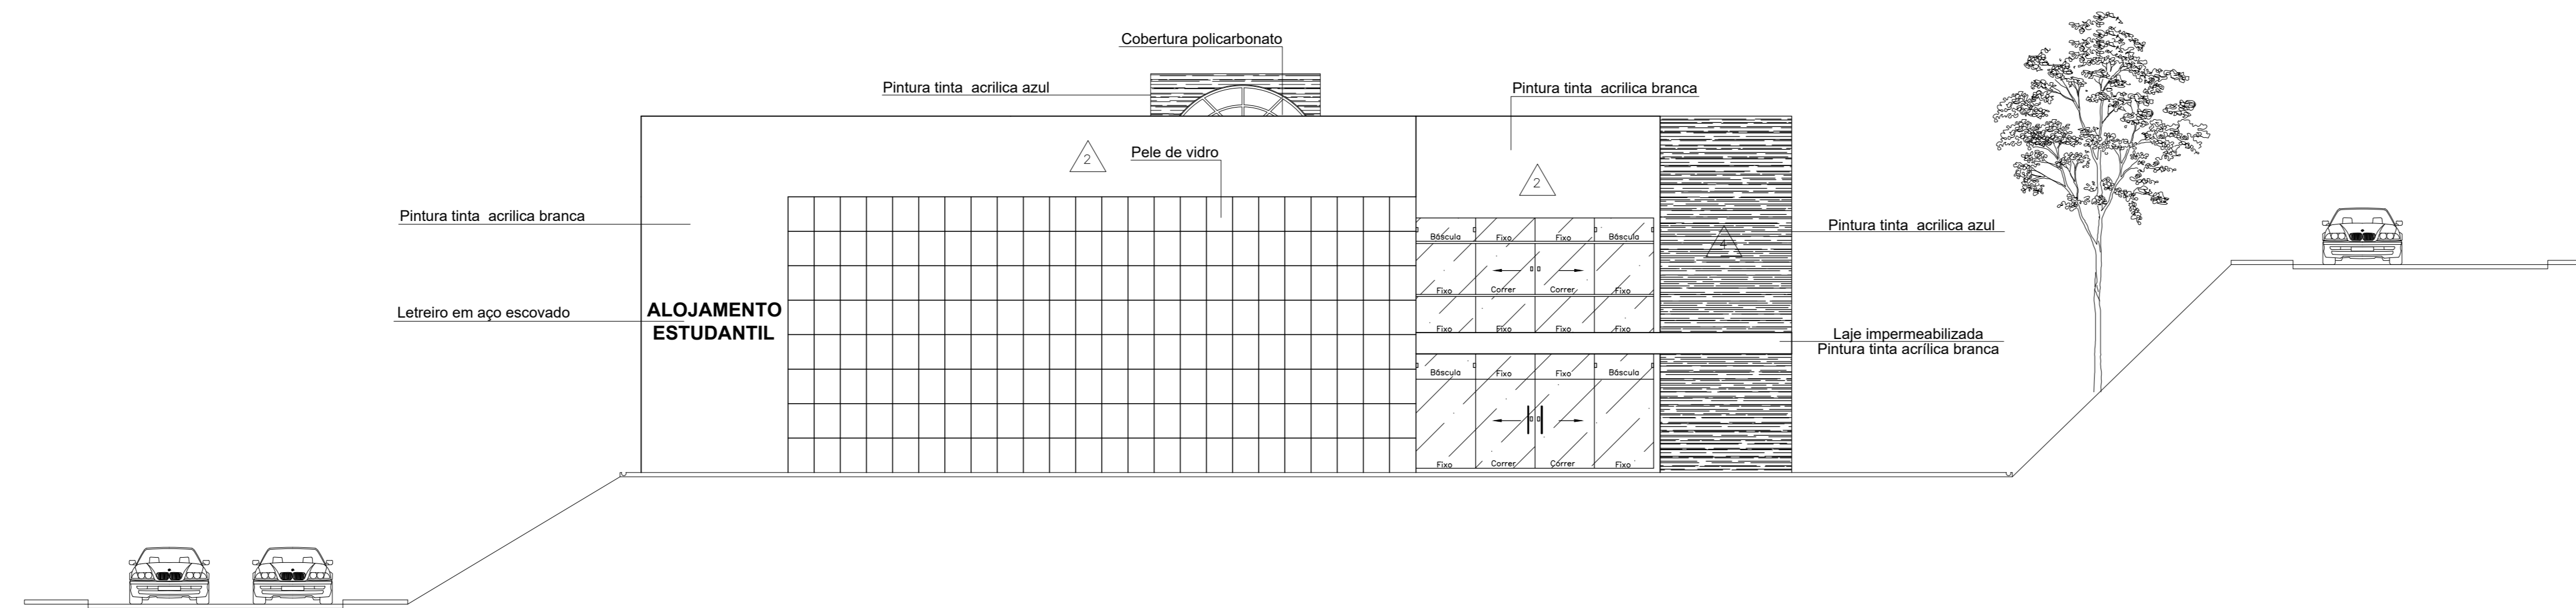 Cobertura policarbonato
Pintura tinta acrilica azul
Pintura tinta acrilica branca
2
Pele de vidro
2
Pintura tinta acrilica branca
Pintura tinta acrilica azul
4
Báscula Fixo Fixo Báscula
Fixo Correr Correr Fixo
Letreiro em aço escovado
ALOJAMENTO
ESTUDANTIL
Fixo Fixo Fixo Fixo
Laje impermeabilizada
Pintura tinta acrílica branca
Báscula Fixo Fixo Báscula
Fixo Correr Correr Fixo